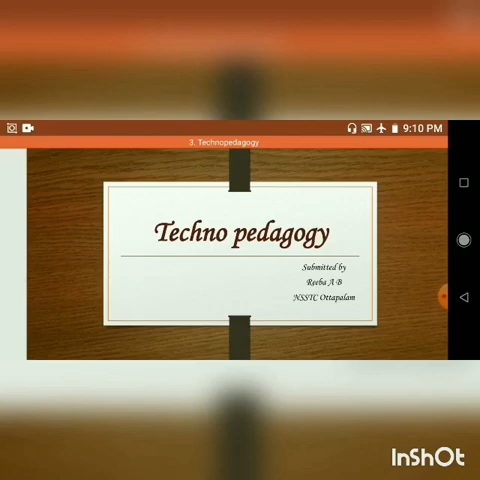 9:10 PM
3. Technopedagogy
Techno pedagogy
Submitted by
Reeba A B
NSSTC Ottapalam
InShOt